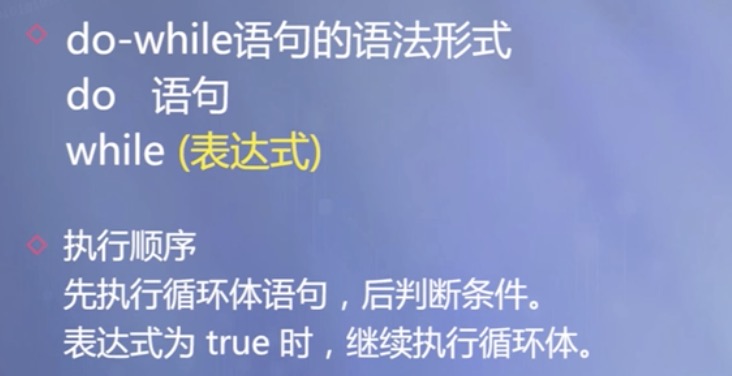 do-while语句的语法形式
do 语句
while (表达式)
执行顺序
先执行循环体语句，后判断条件。
表达式为 true 时，继续执行循环体。